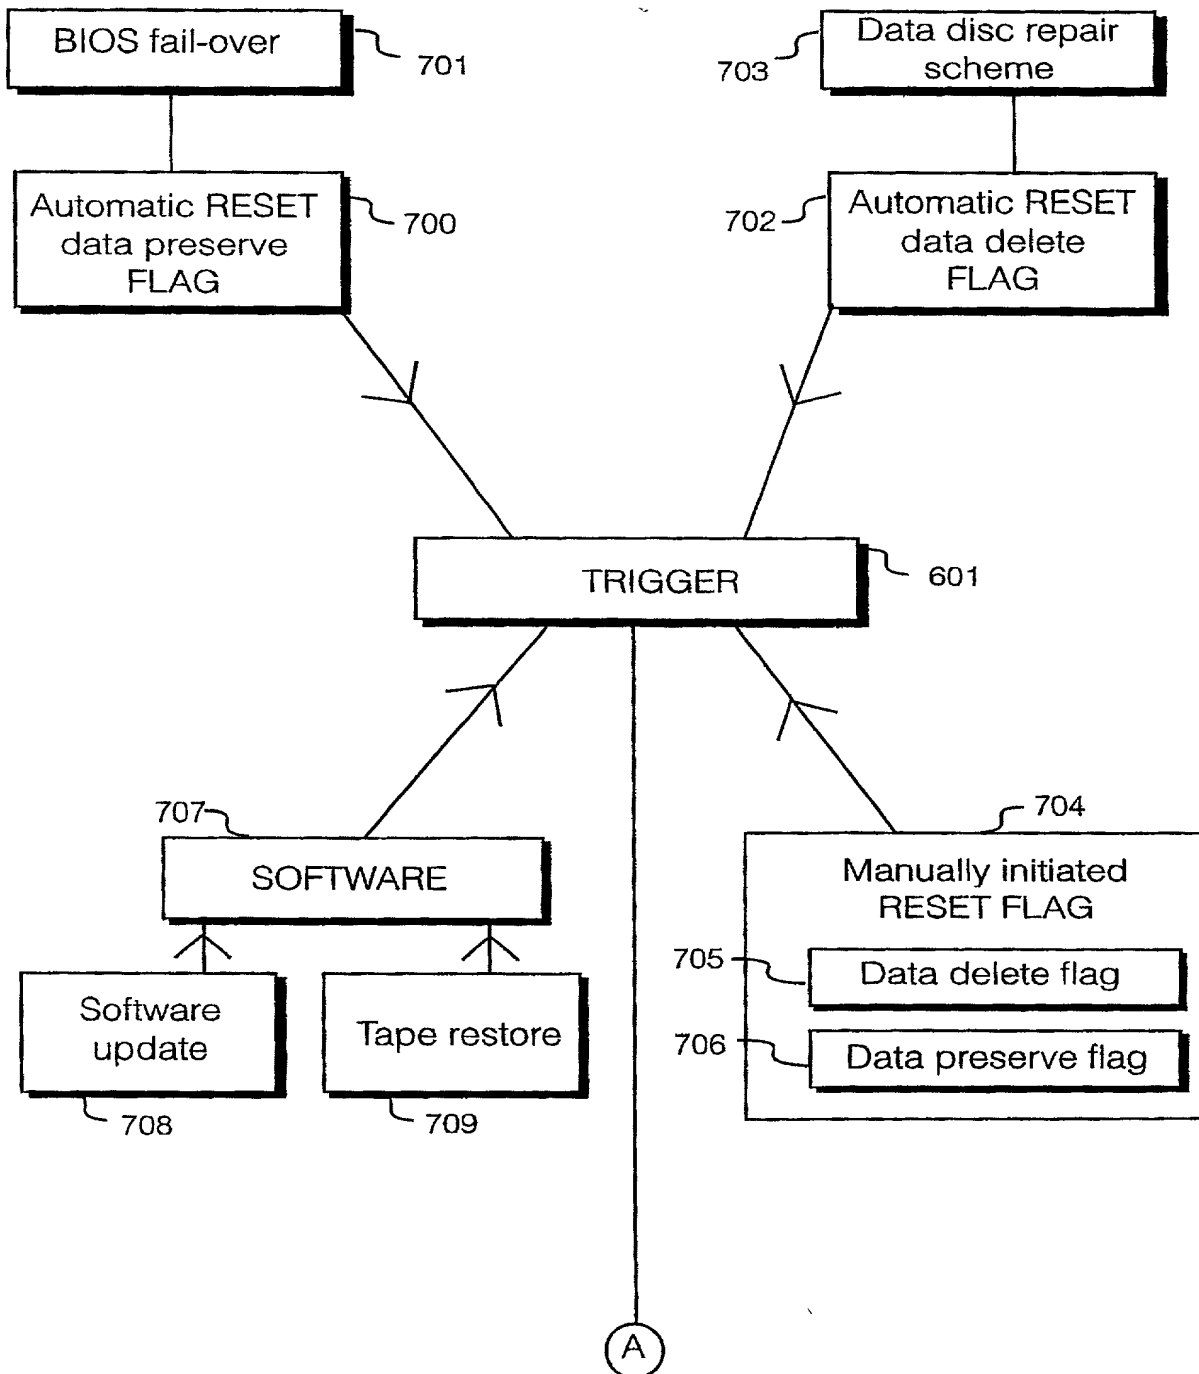 BIOS fail-over
701
703
Data disc repair
scheme
Automatic RESET
data preserve
FLAG
700
702
Automatic RESET
data delete
FLAG
TRIGGER
601
707
SOFTWARE
704
Manually initiated
RESET FLAG
705
Data delete flag
706
Data preserve flag
Software
update
Tape restore
708
709
A